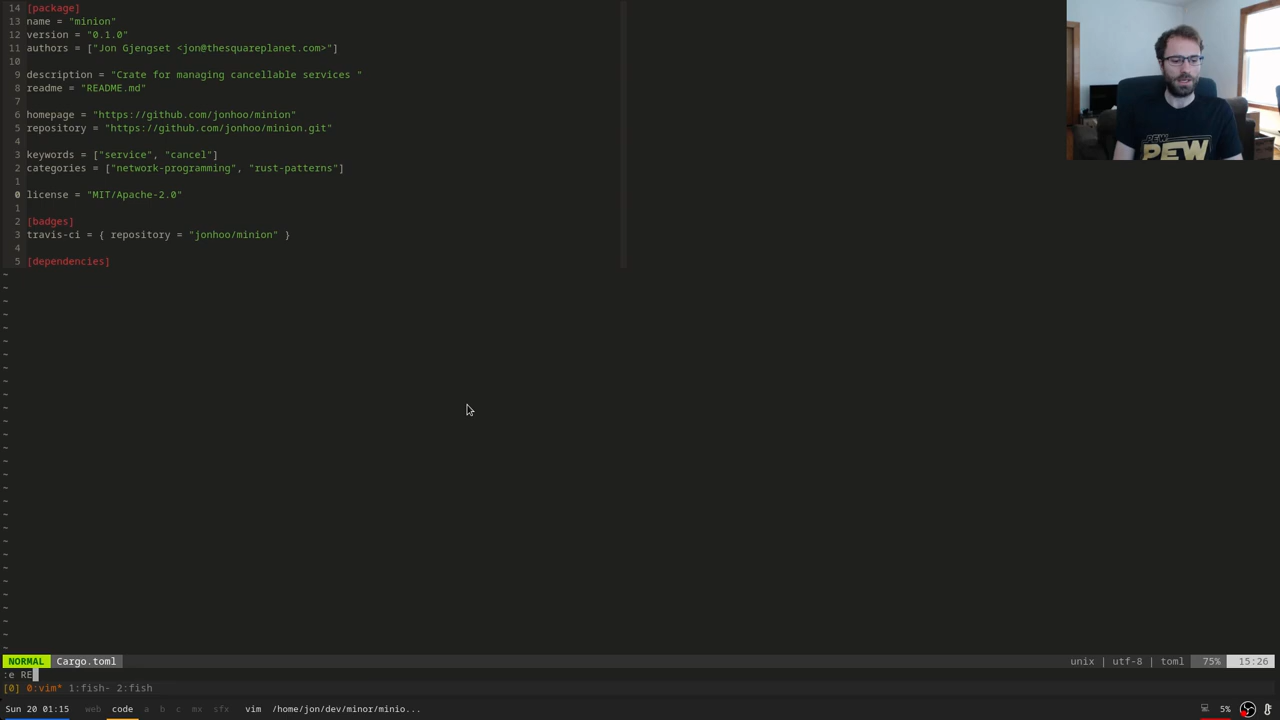 14 [package]
13 name = "minion"
12 version = "0.1.0"
11 authors = ["Jon Gjengset <jon@thesquareplanet.com>"]
10
9 description = "Crate for managing cancellable services "
8 readme = "README.md"
7
6 homepage = "https://github.com/jonhoo/minion"
5 repository = "https://github.com/jonhoo/minion.git"
4
3 keywords = ["service", "cancel"]
2 categories = ["network-programming", "rust-patterns"]
1
0 license = "MIT/Apache-2.0"
1
2 [badges]
3 travis-ci = { repository = "jonhoo/minion" }
4
5 [dependencies]
PEW
PEW
NORMAL Cargo.toml unix | utf-8 | toml 75% 15:26
:e RE
[0] 0:vim* 1:fish- 2:fish
Sun 20 01:15 web code a b c mx sfx vim /home/jon/dev/minor/minio... 5%